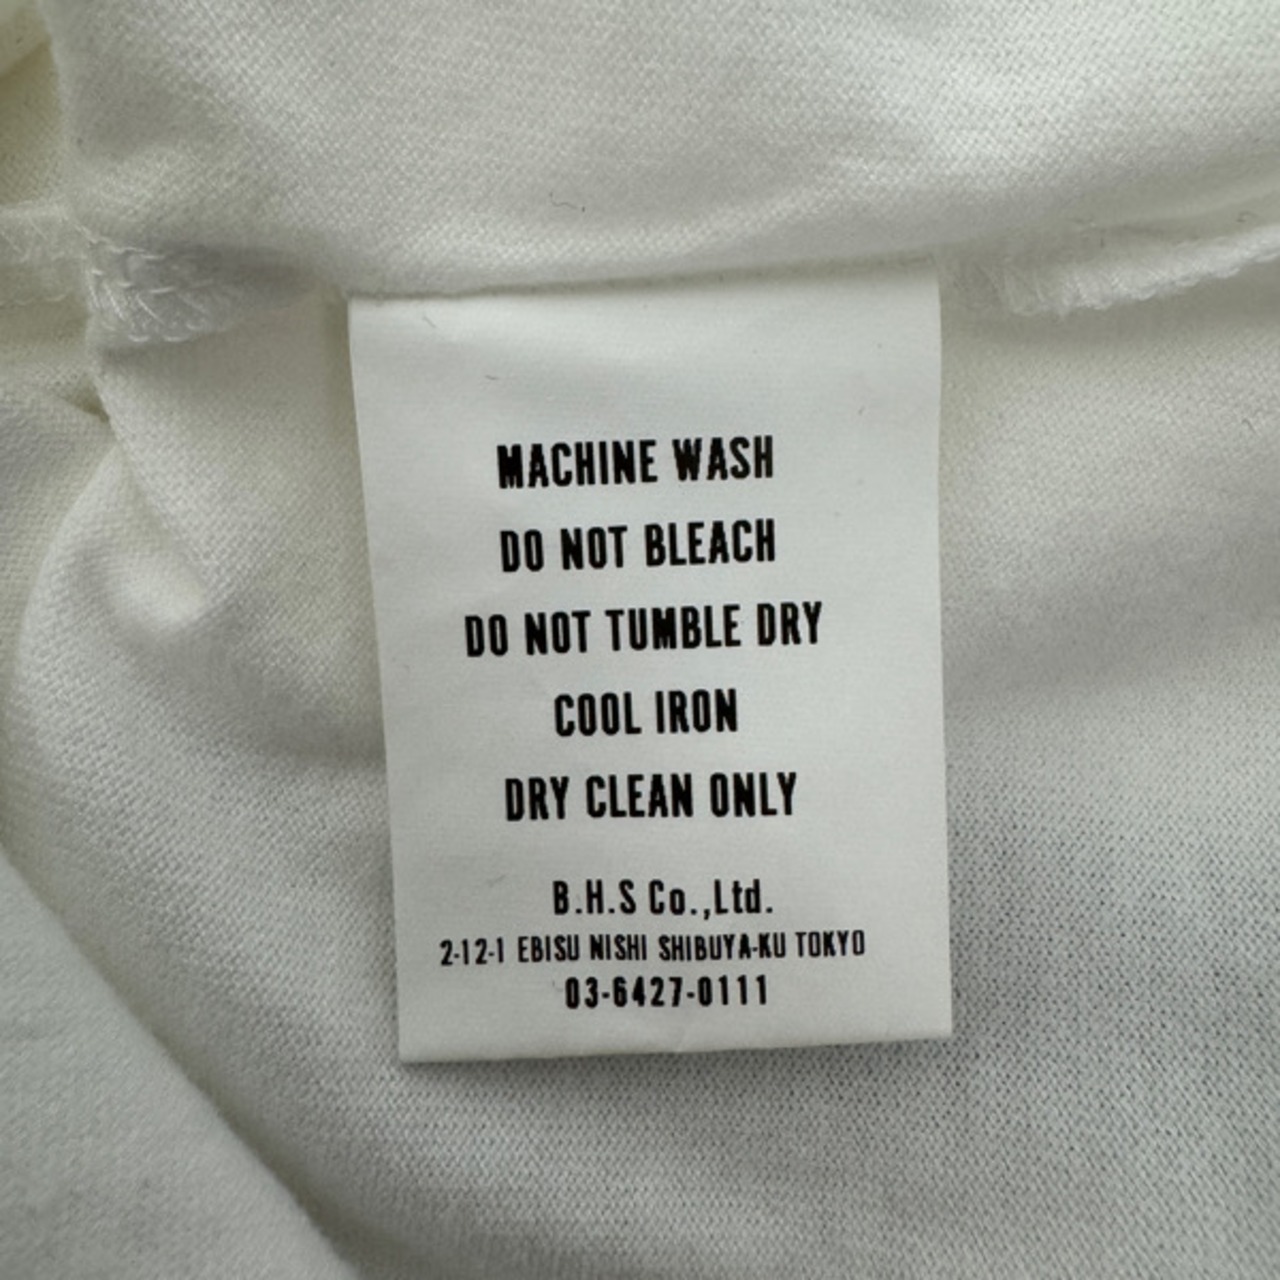 MACHINE WASH
DO NOT BLEACH
DO NOT TUMBLE DRY
COOL IRON
DRY CLEAN ONLY
B.H.S Co.,Ltd.
2-12-1 EBISU NISHI SHIBUYA-KU TOKYO
03-6427-0111